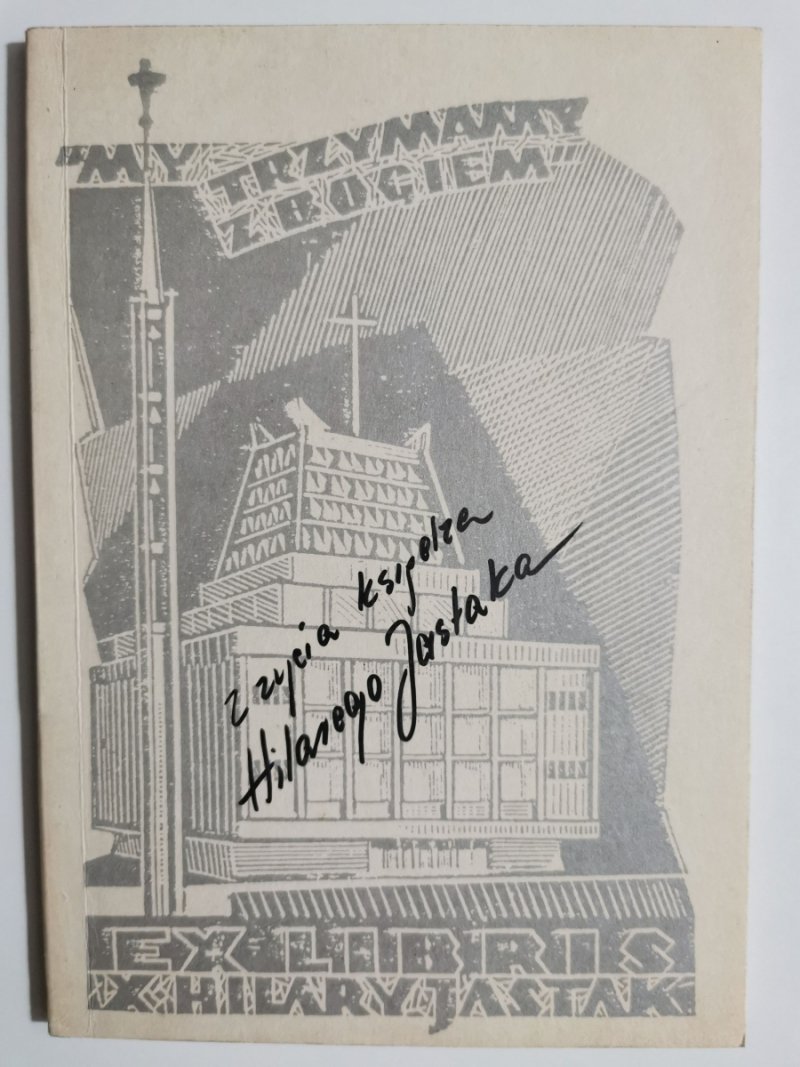 "MY TRZYMAMY
Z BOGIEM"
z życia księdza
Hilarego Jastaka
EX LIBRIS
X. HILARY JASTAK